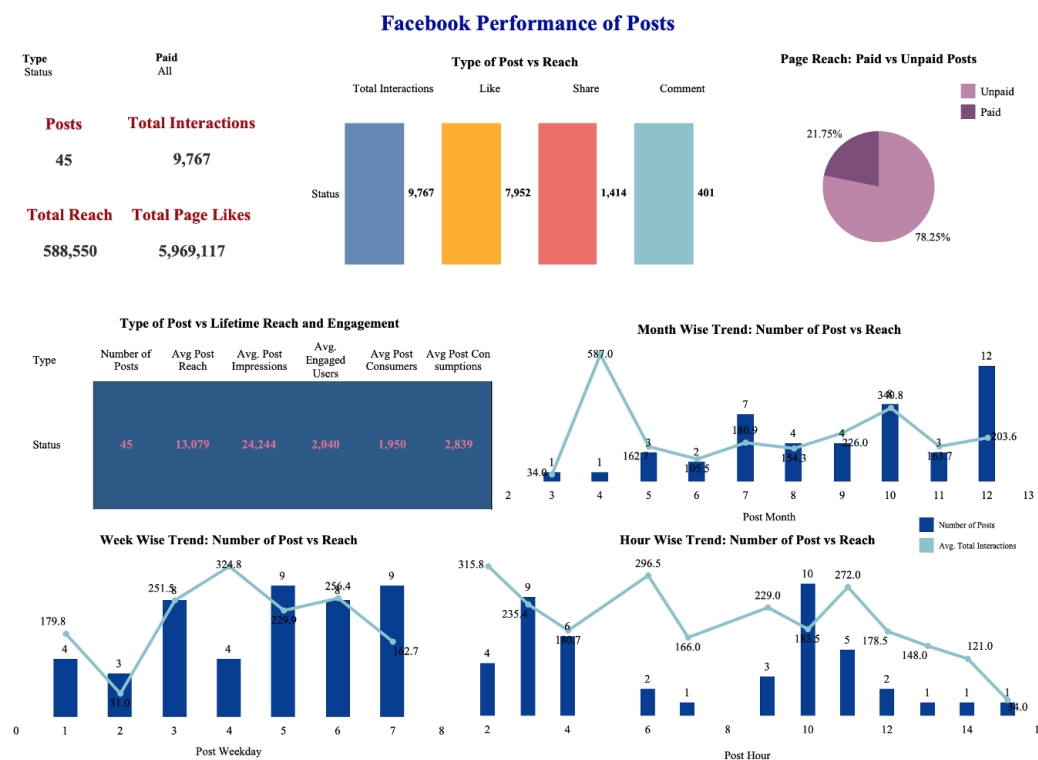 Facebook Performance of Posts
Type
Status
Paid
All
Posts
Total Interactions
45
9,767
Total Reach
Total Page Likes
588,550
5,969,117
Type of Post vs Reach
Total Interactions Like Share Comment
Status 9,767 7,952 1,414 401
Page Reach: Paid vs Unpaid Posts
Unpaid
Paid
21.75%
78.25%
Type of Post vs Lifetime Reach and Engagement
Type
Number of
Posts
Avg Post
Reach
Avg. Post
Impressions
Avg.
Engaged
Users
Avg Post
Consumers
Avg Post Con
sumptions
Status 45 13,079 24,244 2,040 1,950 2,839
Month Wise Trend: Number of Post vs Reach
587.0
12
7
8
340.8
1 1 3 2 180.9 4 4 3 203.6
34.0 162.7 105.5 154.3 226.0 163.7
2 3 4 5 6 7 8 9 10 11 12 13
Post Month
Number of Posts
Avg. Total Interactions
Week Wise Trend: Number of Post vs Reach
324.8
251.5 8 9 256.4 8 9
179.8 229.9
4 3 4 162.7
51.0
0 1 2 3 4 5 6 7 8
Post Weekday
Hour Wise Trend: Number of Post vs Reach
315.8 296.5 10 272.0
9 235.4 229.0
6 180.7 166.0 183.5 178.5
4 3 5 148.0 121.0
2 1 2 1 1 1
34.0
2 4 6 8 10 12 14 1
Post Hour